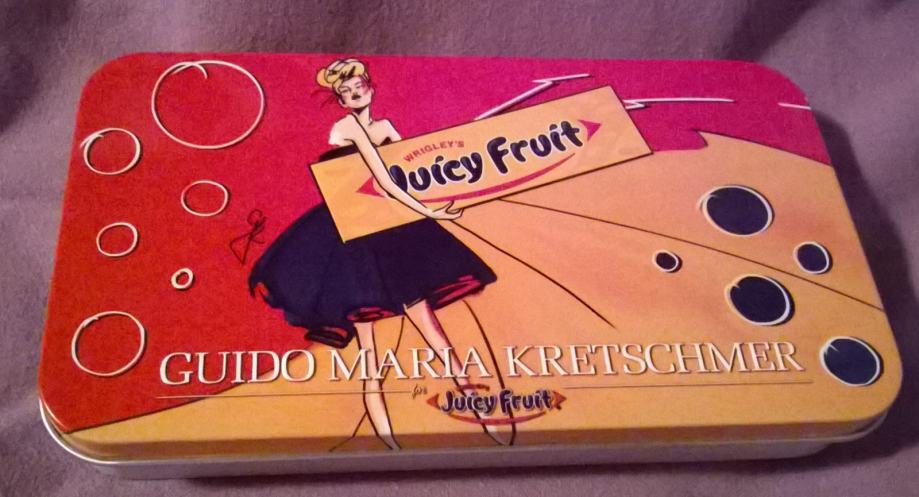 WRIGLEY'S
Juicy Fruit
GUIDO MARIA KRETSCHMER
for
Juicy Fruit